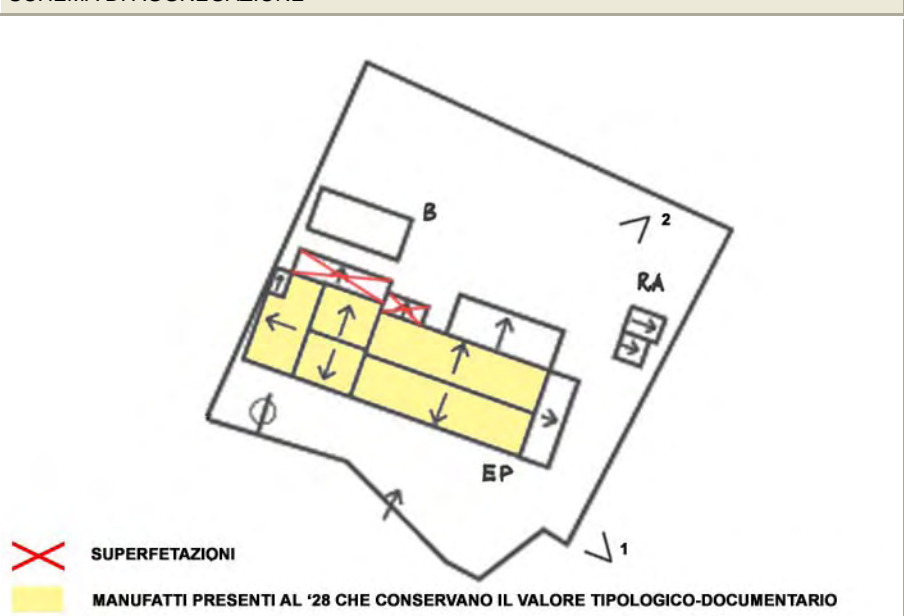 B
2
RA
EP
1
SUPERFETAZIONI
MANUFATTI PRESENTI AL ‘28 CHE CONSERVANO IL VALORE TIPOLOGICO-DOCUMENTARIO